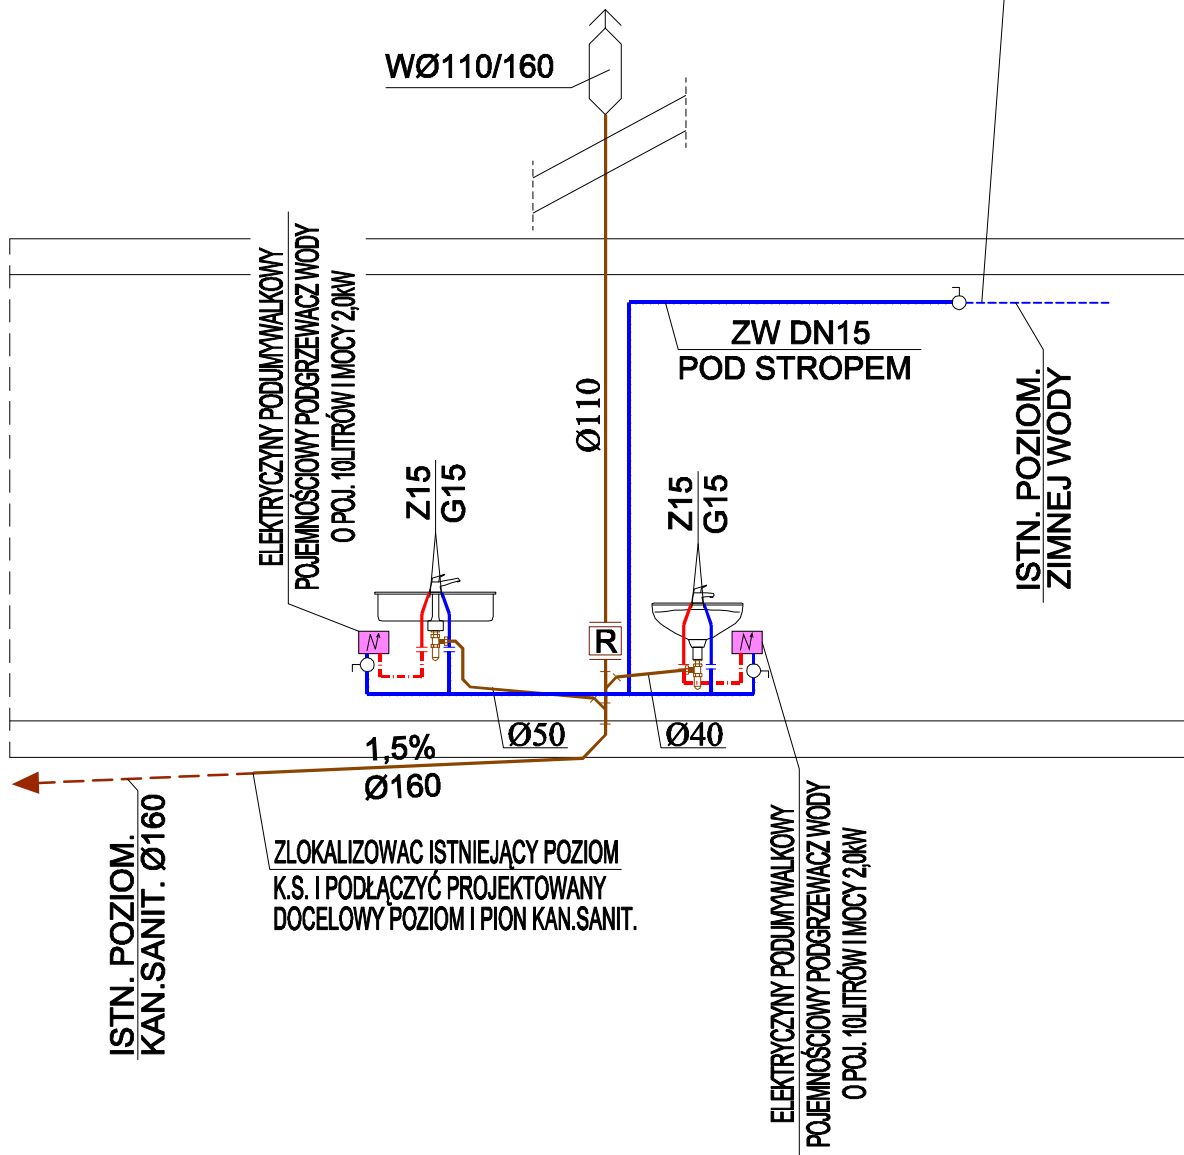 WØ110/160
ELEKTRYCZYNY PODUMYWALKOWY
POJEMNOŚCIOWY PODGRZEWACZ WODY
O POJ. 10LITRÓW I MOCY 2,0KW
ZW DN15
POD STROPEM
Ø110
ISTN. POZIOM.
ZIMNEJ WODY
Z15
G15
Z15
G15
R
Ø50
Ø40
1,5%
Ø160
ISTN. POZIOM.
KAN.SANIT. Ø160
ZLOKALIZOWAC ISTNIEJĄCY POZIOM
K.S. I PODŁĄCZYĆ PROJEKTOWANY
DOCELOWY POZIOM I PION KAN.SANIT.
ELEKTRYCZYNY PODUMYWALKOWY
POJEMNOŚCIOWY PODGRZEWACZ WODY
O POJ. 10LITRÓW I MOCY 2,0KW